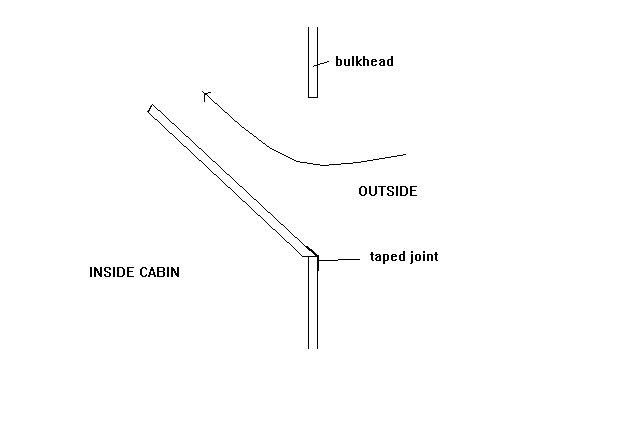 bulkhead
OUTSIDE
taped joint
INSIDE CABIN